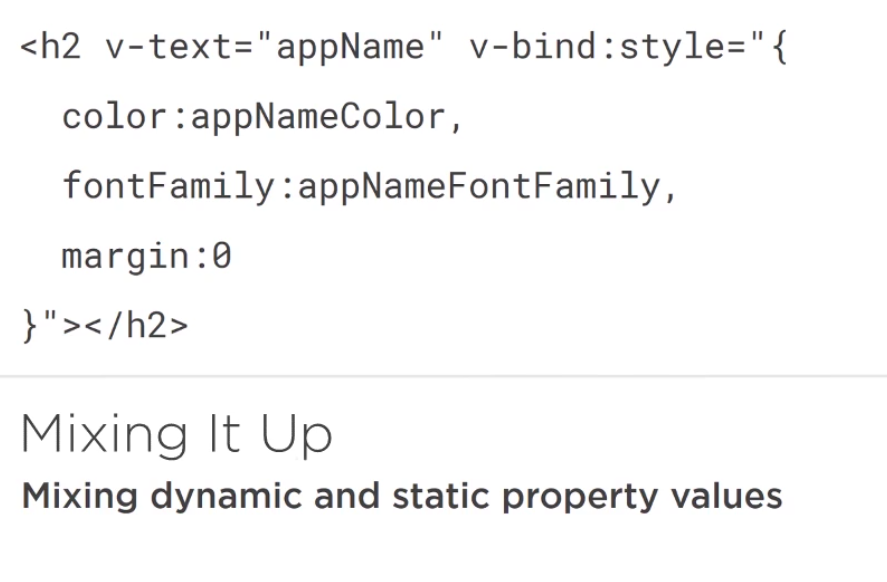 <h2 v-text="appName" v-bind:style="{
color:appNameColor,
fontFamily:appNameFontFamily,
margin:0
}"></h2>
Mixing It Up
Mixing dynamic and static property values